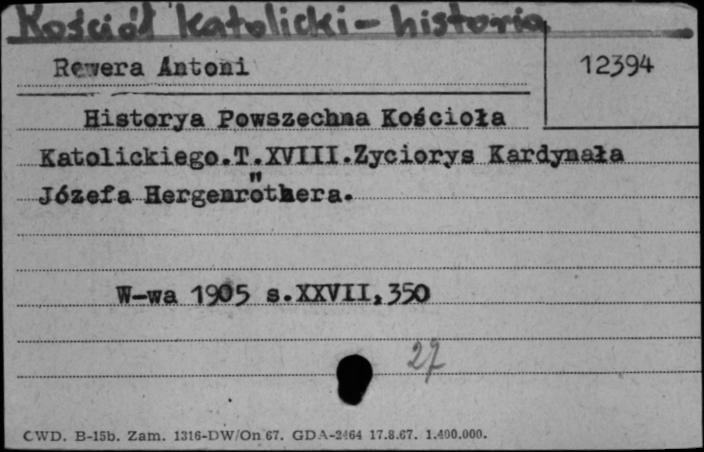 Kościół katolicki - historia
Rewera Antoni
12394
Historya Powszechna Kościoła
Katolickiego.T.XVIII.Zyciorys Kardynała
Józefa Hergenröthera.
W-wa 1905 s.XXVII,350
27
CWD. B-15b. Zam. 1316-DW/On 67. GDA-2464 17.8.67. 1.400.000.